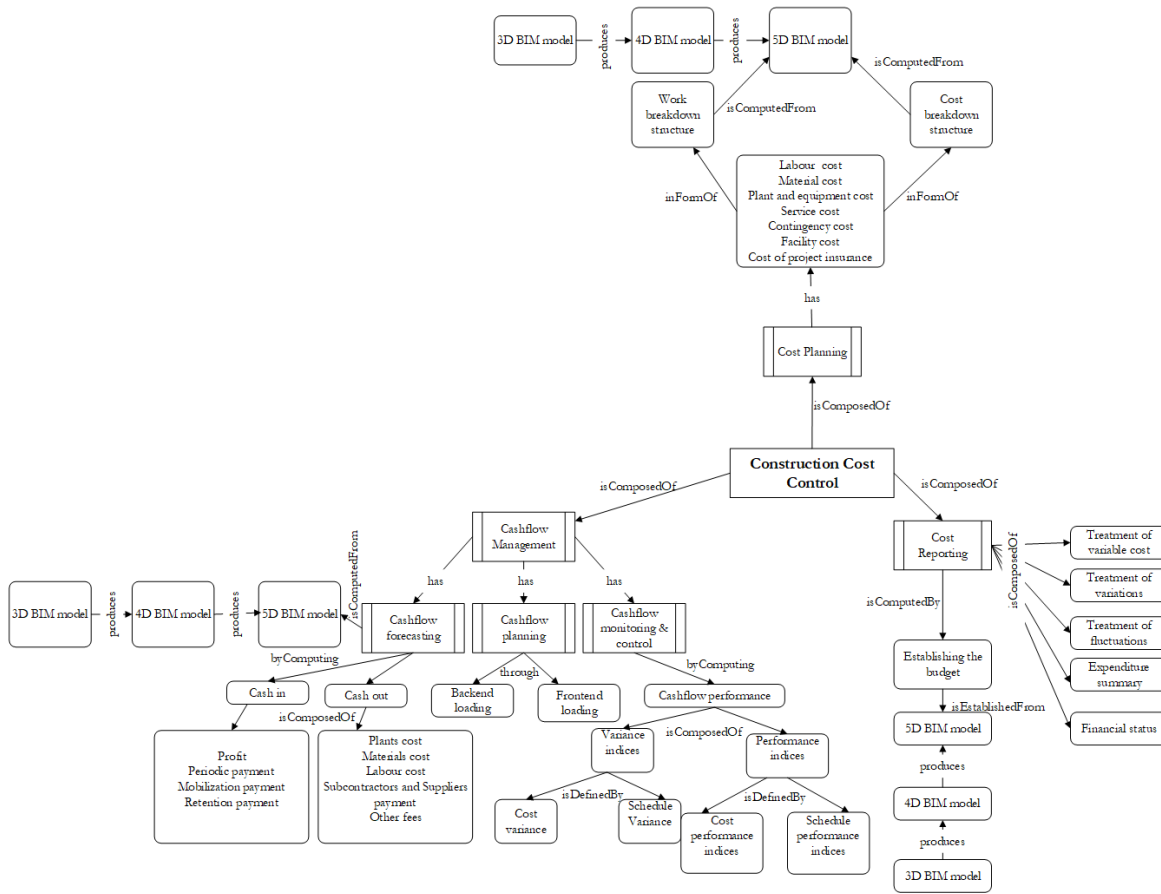 3D BIM model
produces
4D BIM model
produces
5D BIM model
isComputedFrom
isComputedFrom
Work
breakdown
structure
Cost
breakdown
structure
inFormOf
Labour cost
Material cost
Plant and equipment cost
Service cost
Contingency cost
Facility cost
Cost of project insurance
inFormOf
has
Cost Planning
isComposedOf
Construction Cost
Control
isComposedOf
isComposedOf
Cashflow
Management
has
has
has
Cost
Reporting
isComposedOf
Treatment of
variable cost
Treatment of
variations
Treatment of
fluctuations
Expenditure
summary
Financial status
3D BIM model
produces
4D BIM model
produces
5D BIM model
isComputedFrom
Cashflow
forecasting
Cashflow
planning
Cashflow
monitoring &
control
isComputedBy
byComputing
through
byComputing
Cash in
Cash out
Backend
loading
Frontend
loading
Cashflow performance
Establishing the
budget
isEstablishedFrom
isComposedOf
Profit
Periodic payment
Mobilization payment
Retention payment
Plants cost
Materials cost
Labour cost
Subcontractors and Suppliers
payment
Other fees
Variance
indices
isComposedOf
Performance
indices
isDefinedBy
isDefinedBy
Cost
variance
Schedule
Variance
Cost
performance
indices
Schedule
performance
indices
5D BIM model
produces
4D BIM model
produces
3D BIM model